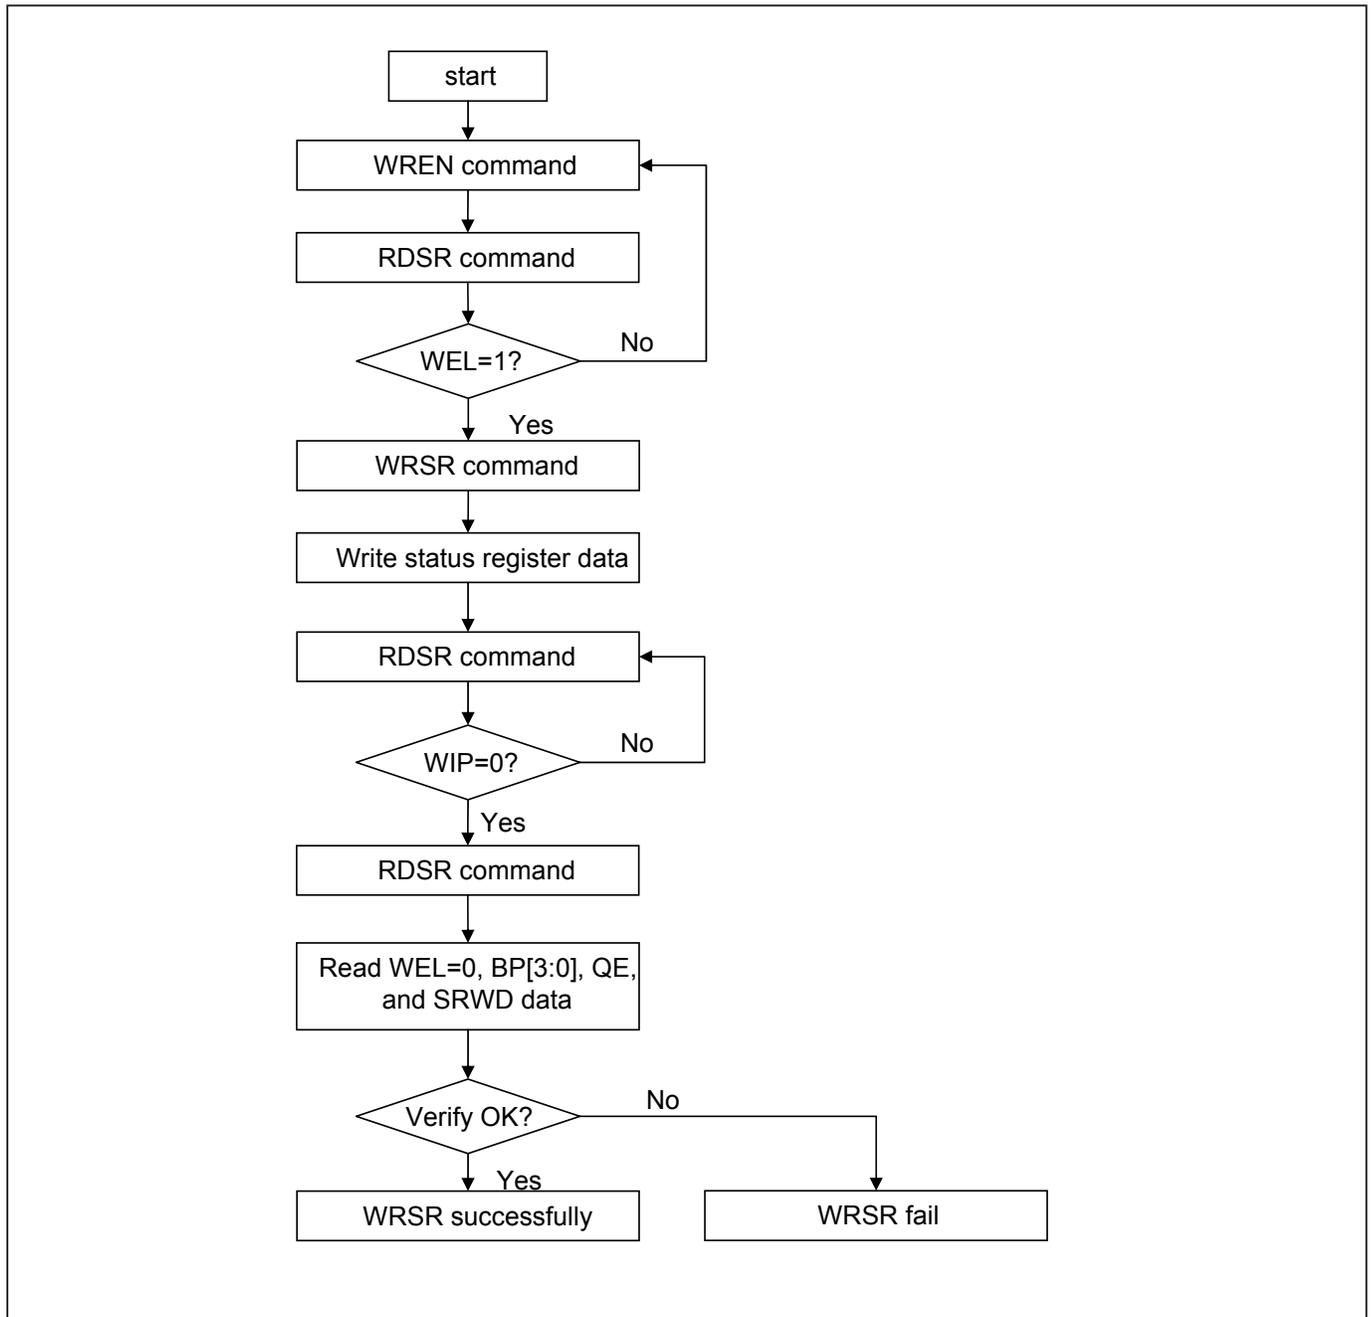 start
WREN command
RDSR command
WEL=1?
No
Yes
WRSR command
Write status register data
RDSR command
WIP=0?
No
Yes
RDSR command
Read WEL=0, BP[3:0], QE,
and SRWD data
Verify OK?
No
Yes
WRSR successfully
WRSR fail